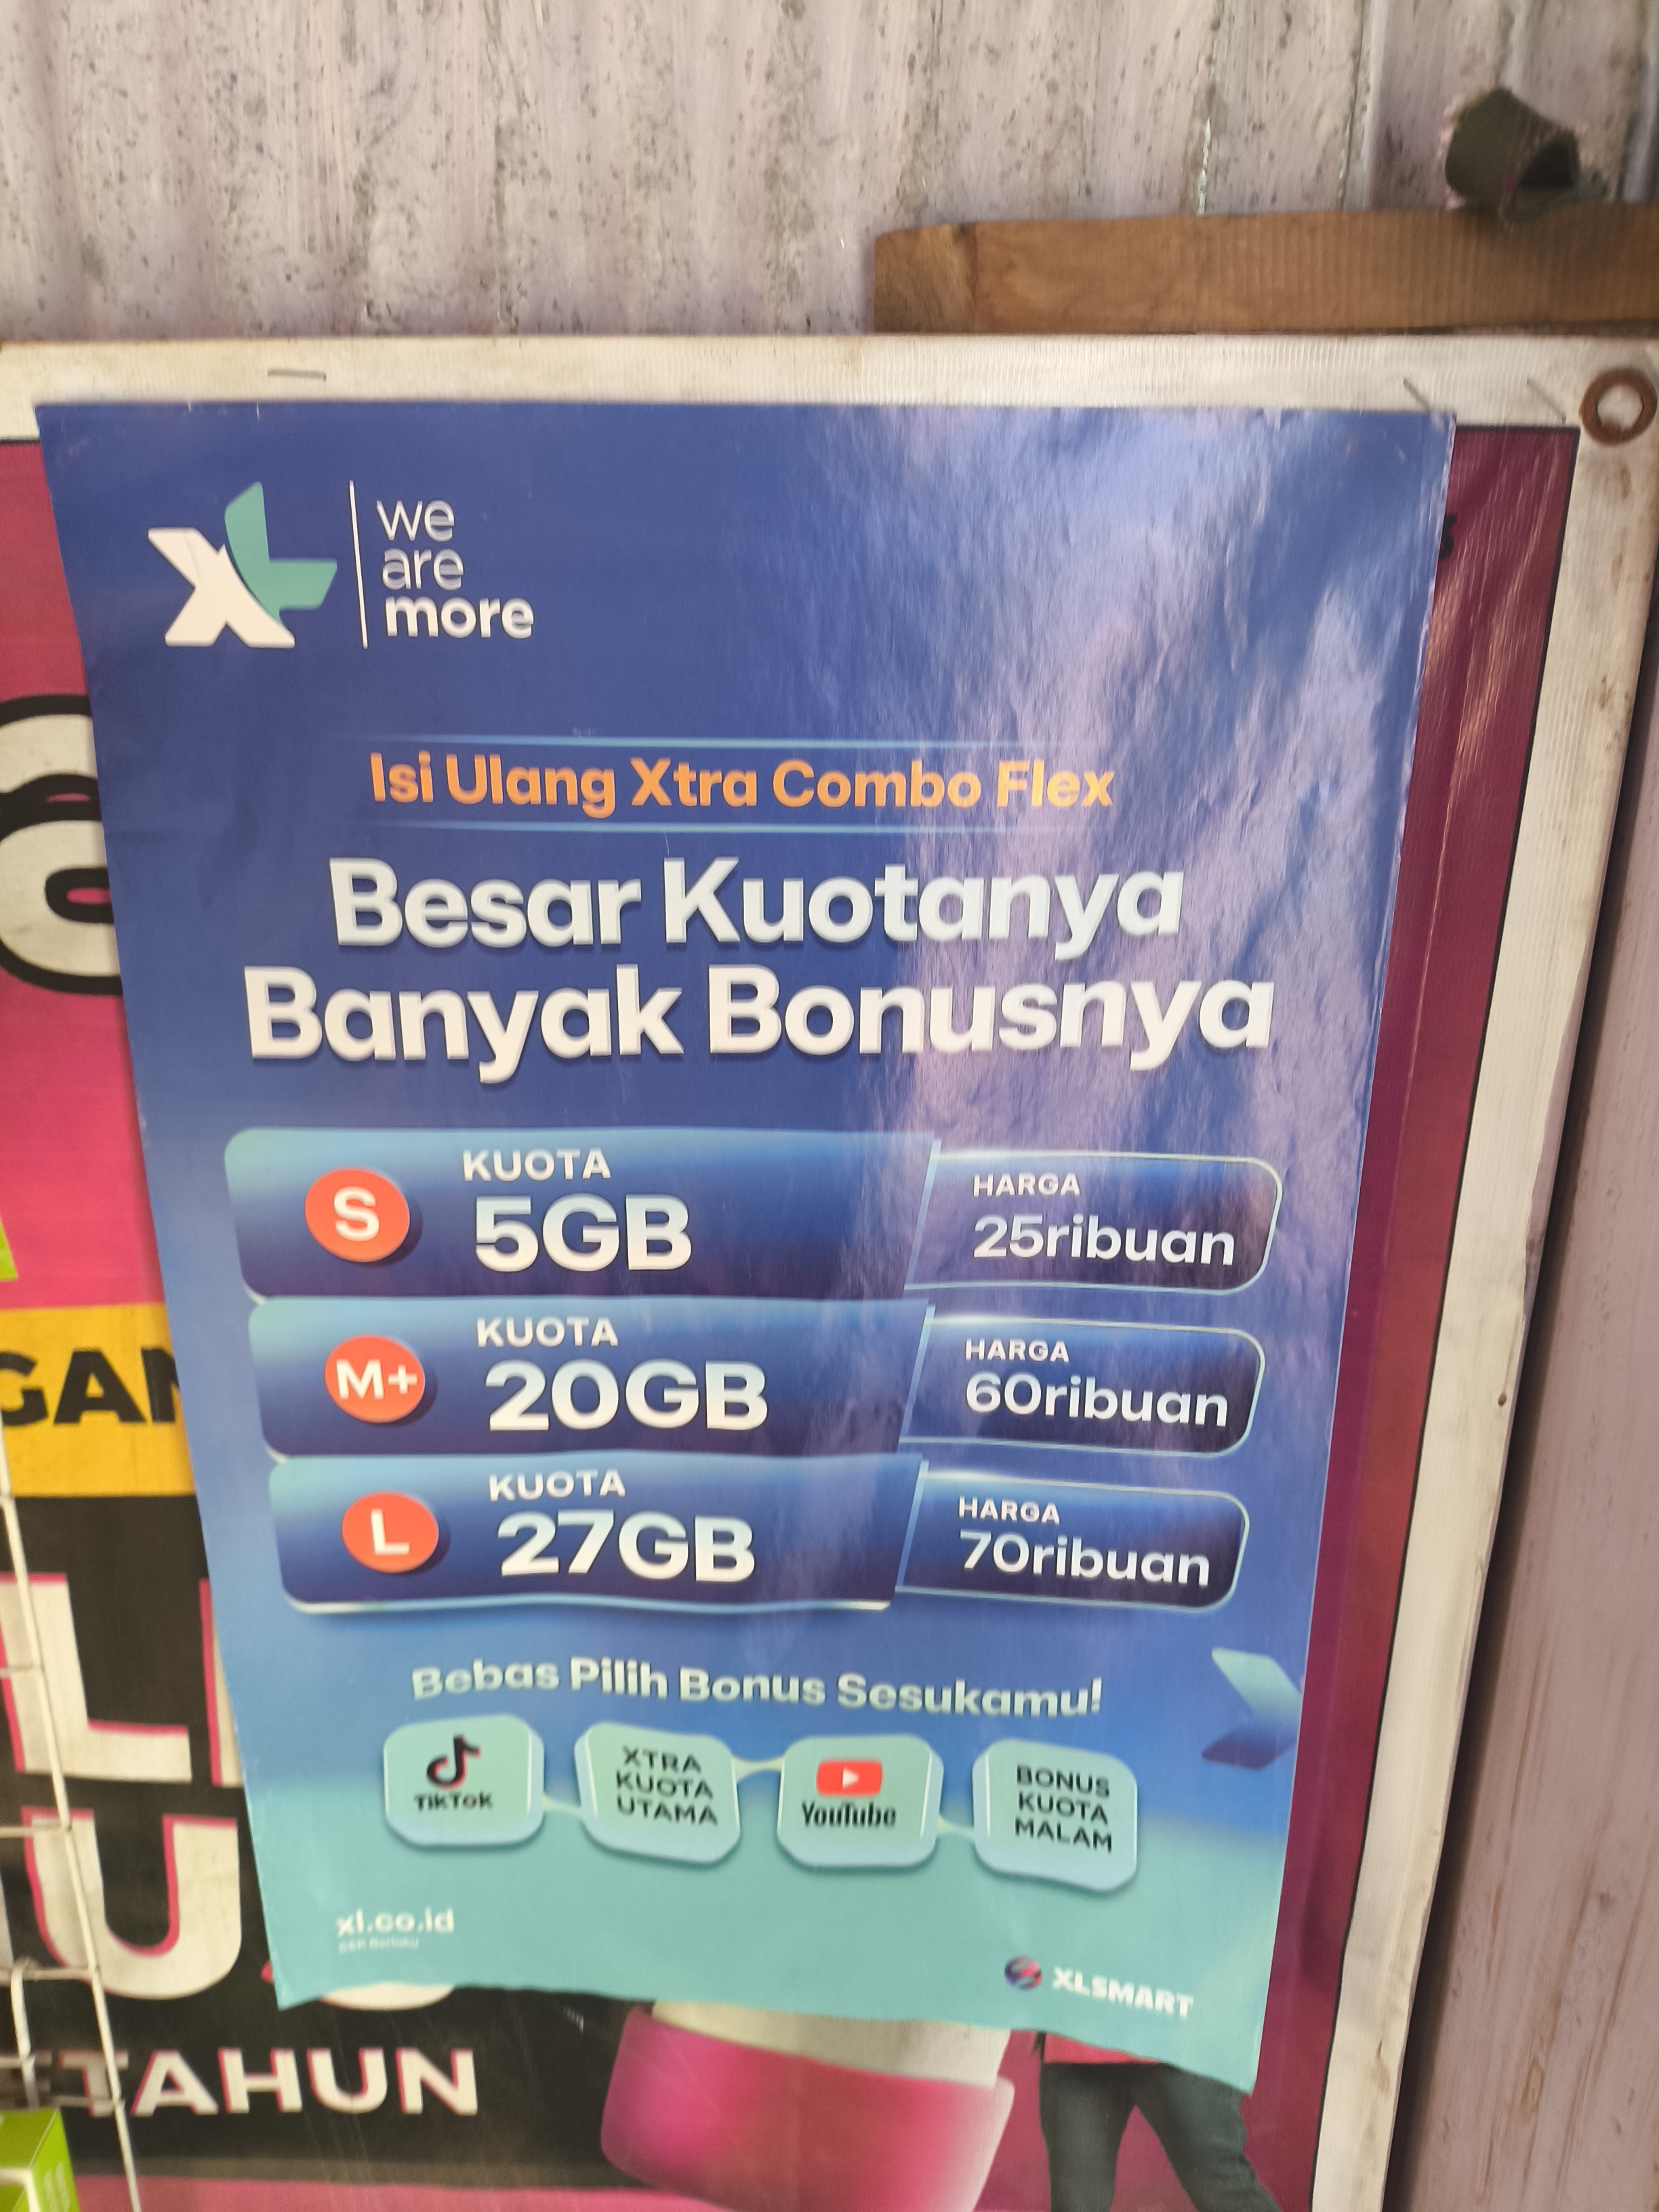 XL
we
are
more
Isi Ulang Xtra Combo Flex
Besar Kuotanya
Banyak Bonusnya
S
KUOTA
5GB
HARGA
25ribuan
M+
KUOTA
20GB
HARGA
60ribuan
L
KUOTA
27GB
HARGA
70ribuan
Bebas Pilih Bonus Sesukamu!
TikTok
XTRA
KUOTA
UTAMA
YouTube
BONUS
KUOTA
MALAM
xl.co.id
S&K Berlaku
XLSMART
GAN
TAHUN